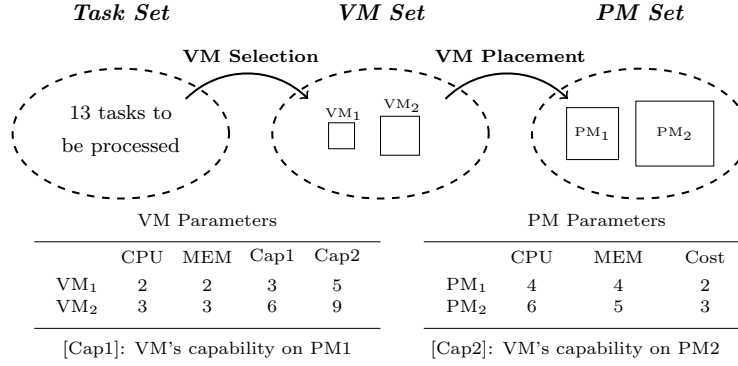 Task Set VM Set PM Set
VM Selection VM Placement
13 tasks to
be processed
VM1 VM2
PM1 PM2
VM Parameters
CPU MEM Cap1 Cap2
VM1 2 2 3 5
VM2 3 3 6 9
[Cap1]: VM's capability on PM1
PM Parameters
CPU MEM Cost
PM1 4 4 2
PM2 6 5 3
[Cap2]: VM's capability on PM2